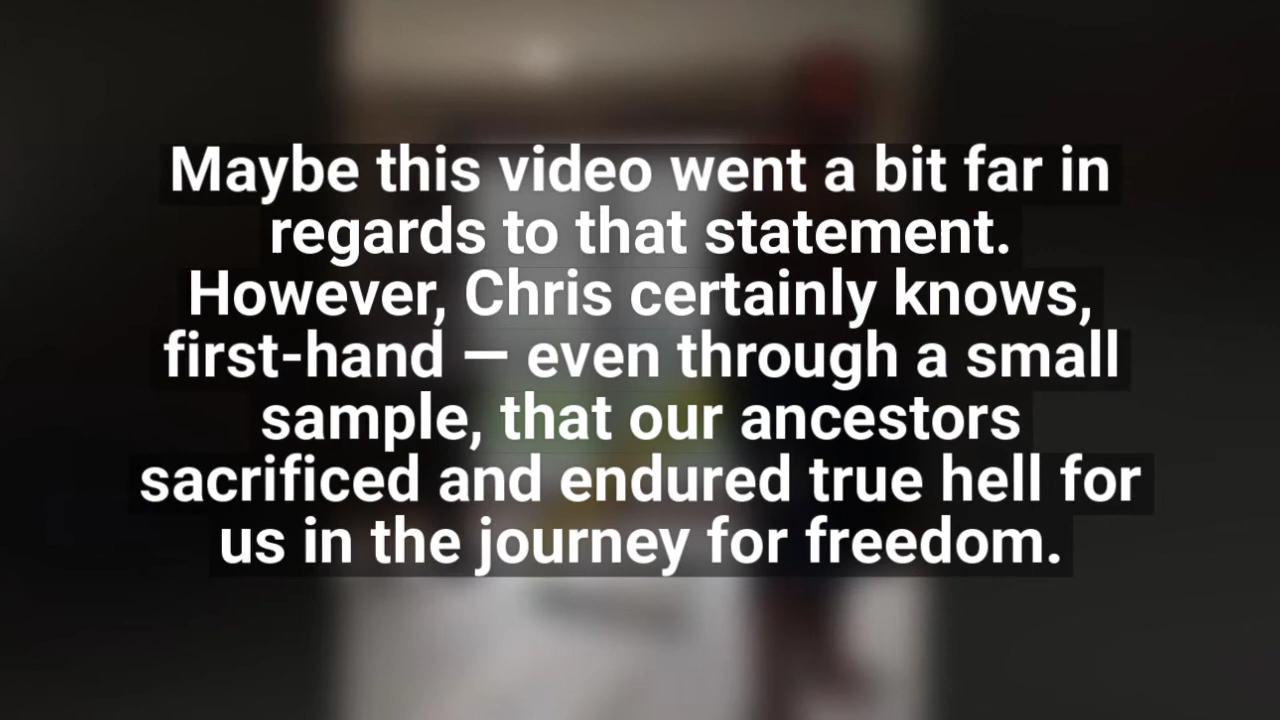 Maybe this video went a bit far in
regards to that statement.
However, Chris certainly knows,
first-hand — even through a small
sample, that our ancestors
sacrificed and endured true hell for
us in the journey for freedom.